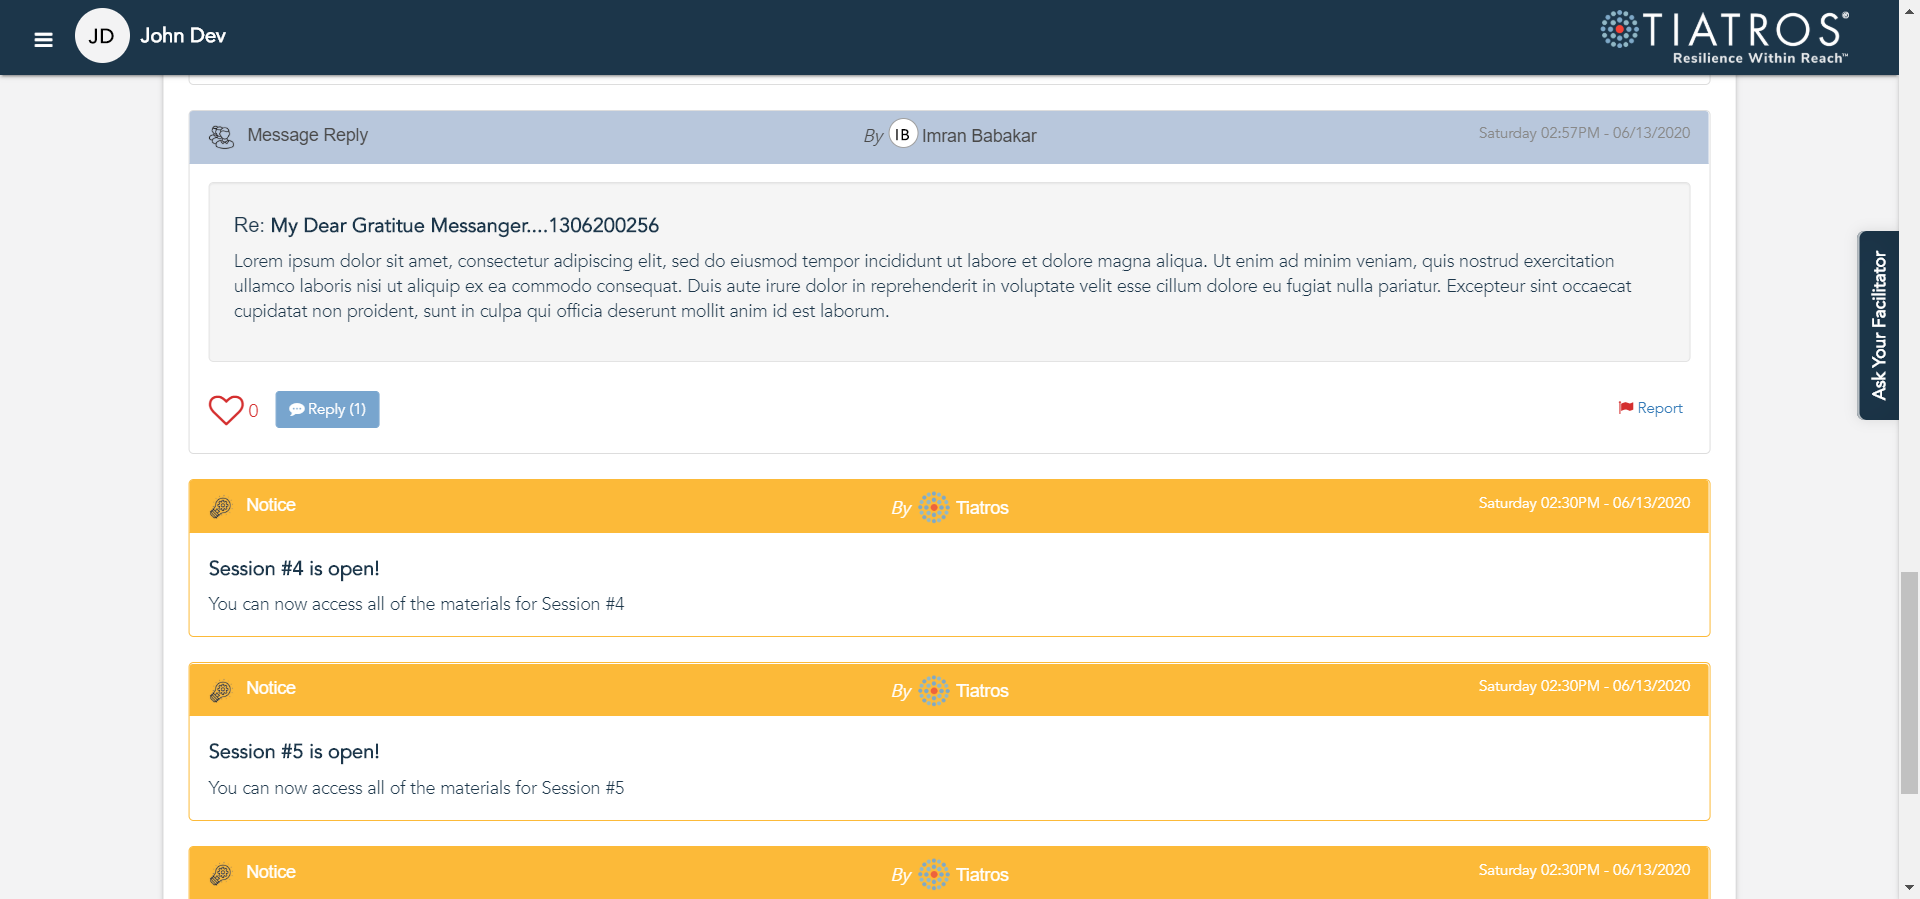 JD John Dev
TIATROS®
Resilience Within Reach™
Message Reply By IB Imran Babakar Saturday 02:57PM - 06/13/2020
Re: My Dear Gratitue Messanger....1306200256
Lorem ipsum dolor sit amet, consectetur adipiscing elit, sed do eiusmod tempor incididunt ut labore et dolore magna aliqua. Ut enim ad minim veniam, quis nostrud exercitation
ullamco laboris nisi ut aliquip ex ea commodo consequat. Duis aute irure dolor in reprehenderit in voluptate velit esse cillum dolore eu fugiat nulla pariatur. Excepteur sint occaecat
cupidatat non proident, sunt in culpa qui officia deserunt mollit anim id est laborum.
0 Reply (1) Report
Ask Your Facilitator
Notice By Tiatros Saturday 02:30PM - 06/13/2020
Session #4 is open!
You can now access all of the materials for Session #4
Notice By Tiatros Saturday 02:30PM - 06/13/2020
Session #5 is open!
You can now access all of the materials for Session #5
Notice By Tiatros Saturday 02:30PM - 06/13/2020